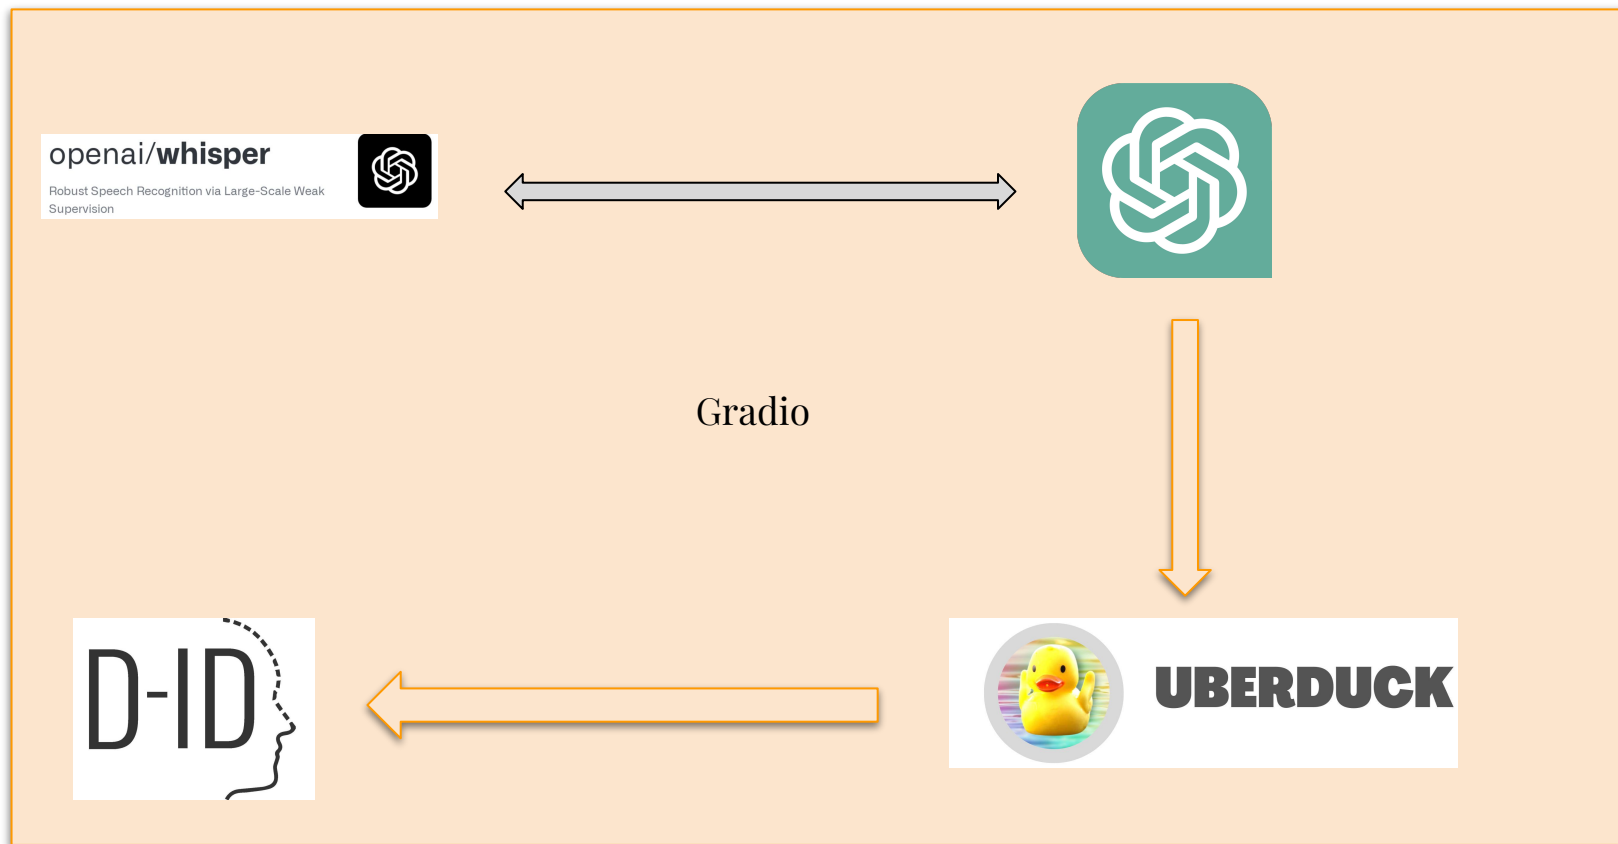 openai/whisper
Robust Speech Recognition via Large-Scale Weak
Supervision
Gradio
D-ID
UBERDUCK